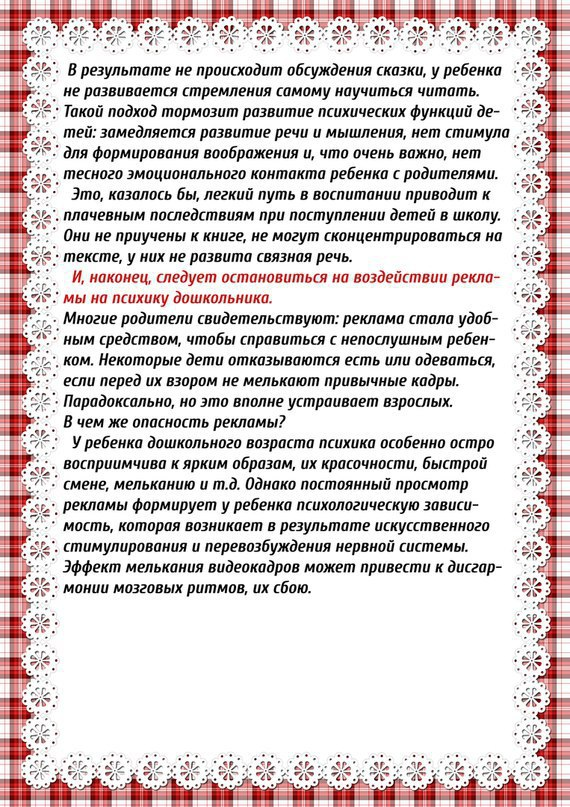 В результате не происходит обсуждения сказки, у ребенка
не развивается стремления самому научиться читать.
Такой подход тормозит развитие психических функций де-
тей: замедляется развитие речи и мышления, нет стимула
для формирования воображения и, что очень важно, нет
тесного эмоционального контакта ребенка с родителями.
Это, казалось бы, легкий путь в воспитании приводит к
плачевным последствиям при поступлении детей в школу.
Они не приучены к книге, не могут сконцентрироваться на
тексте, у них не развита связная речь.
И, наконец, следует остановиться на воздействии рекла-
мы на психику дошкольника.
Многие родители свидетельствуют: реклама стала удоб-
ным средством, чтобы справиться с непослушным ребен-
ком. Некоторые дети отказываются есть или одеваться,
если перед их взором не мелькают привычные кадры.
Парадоксально, но это вполне устраивает взрослых.
В чем же опасность рекламы?
У ребенка дошкольного возраста психика особенно остро
восприимчива к ярким образам, их красочности, быстрой
смене, мельканию и т.д. Однако постоянный просмотр
рекламы формирует у ребенка психологическую зависи-
мость, которая возникает в результате искусственного
стимулирования и перевозбуждения нервной системы.
Эффект мелькания видеокадров может привести к дисгар-
монии мозговых ритмов, их сбою.